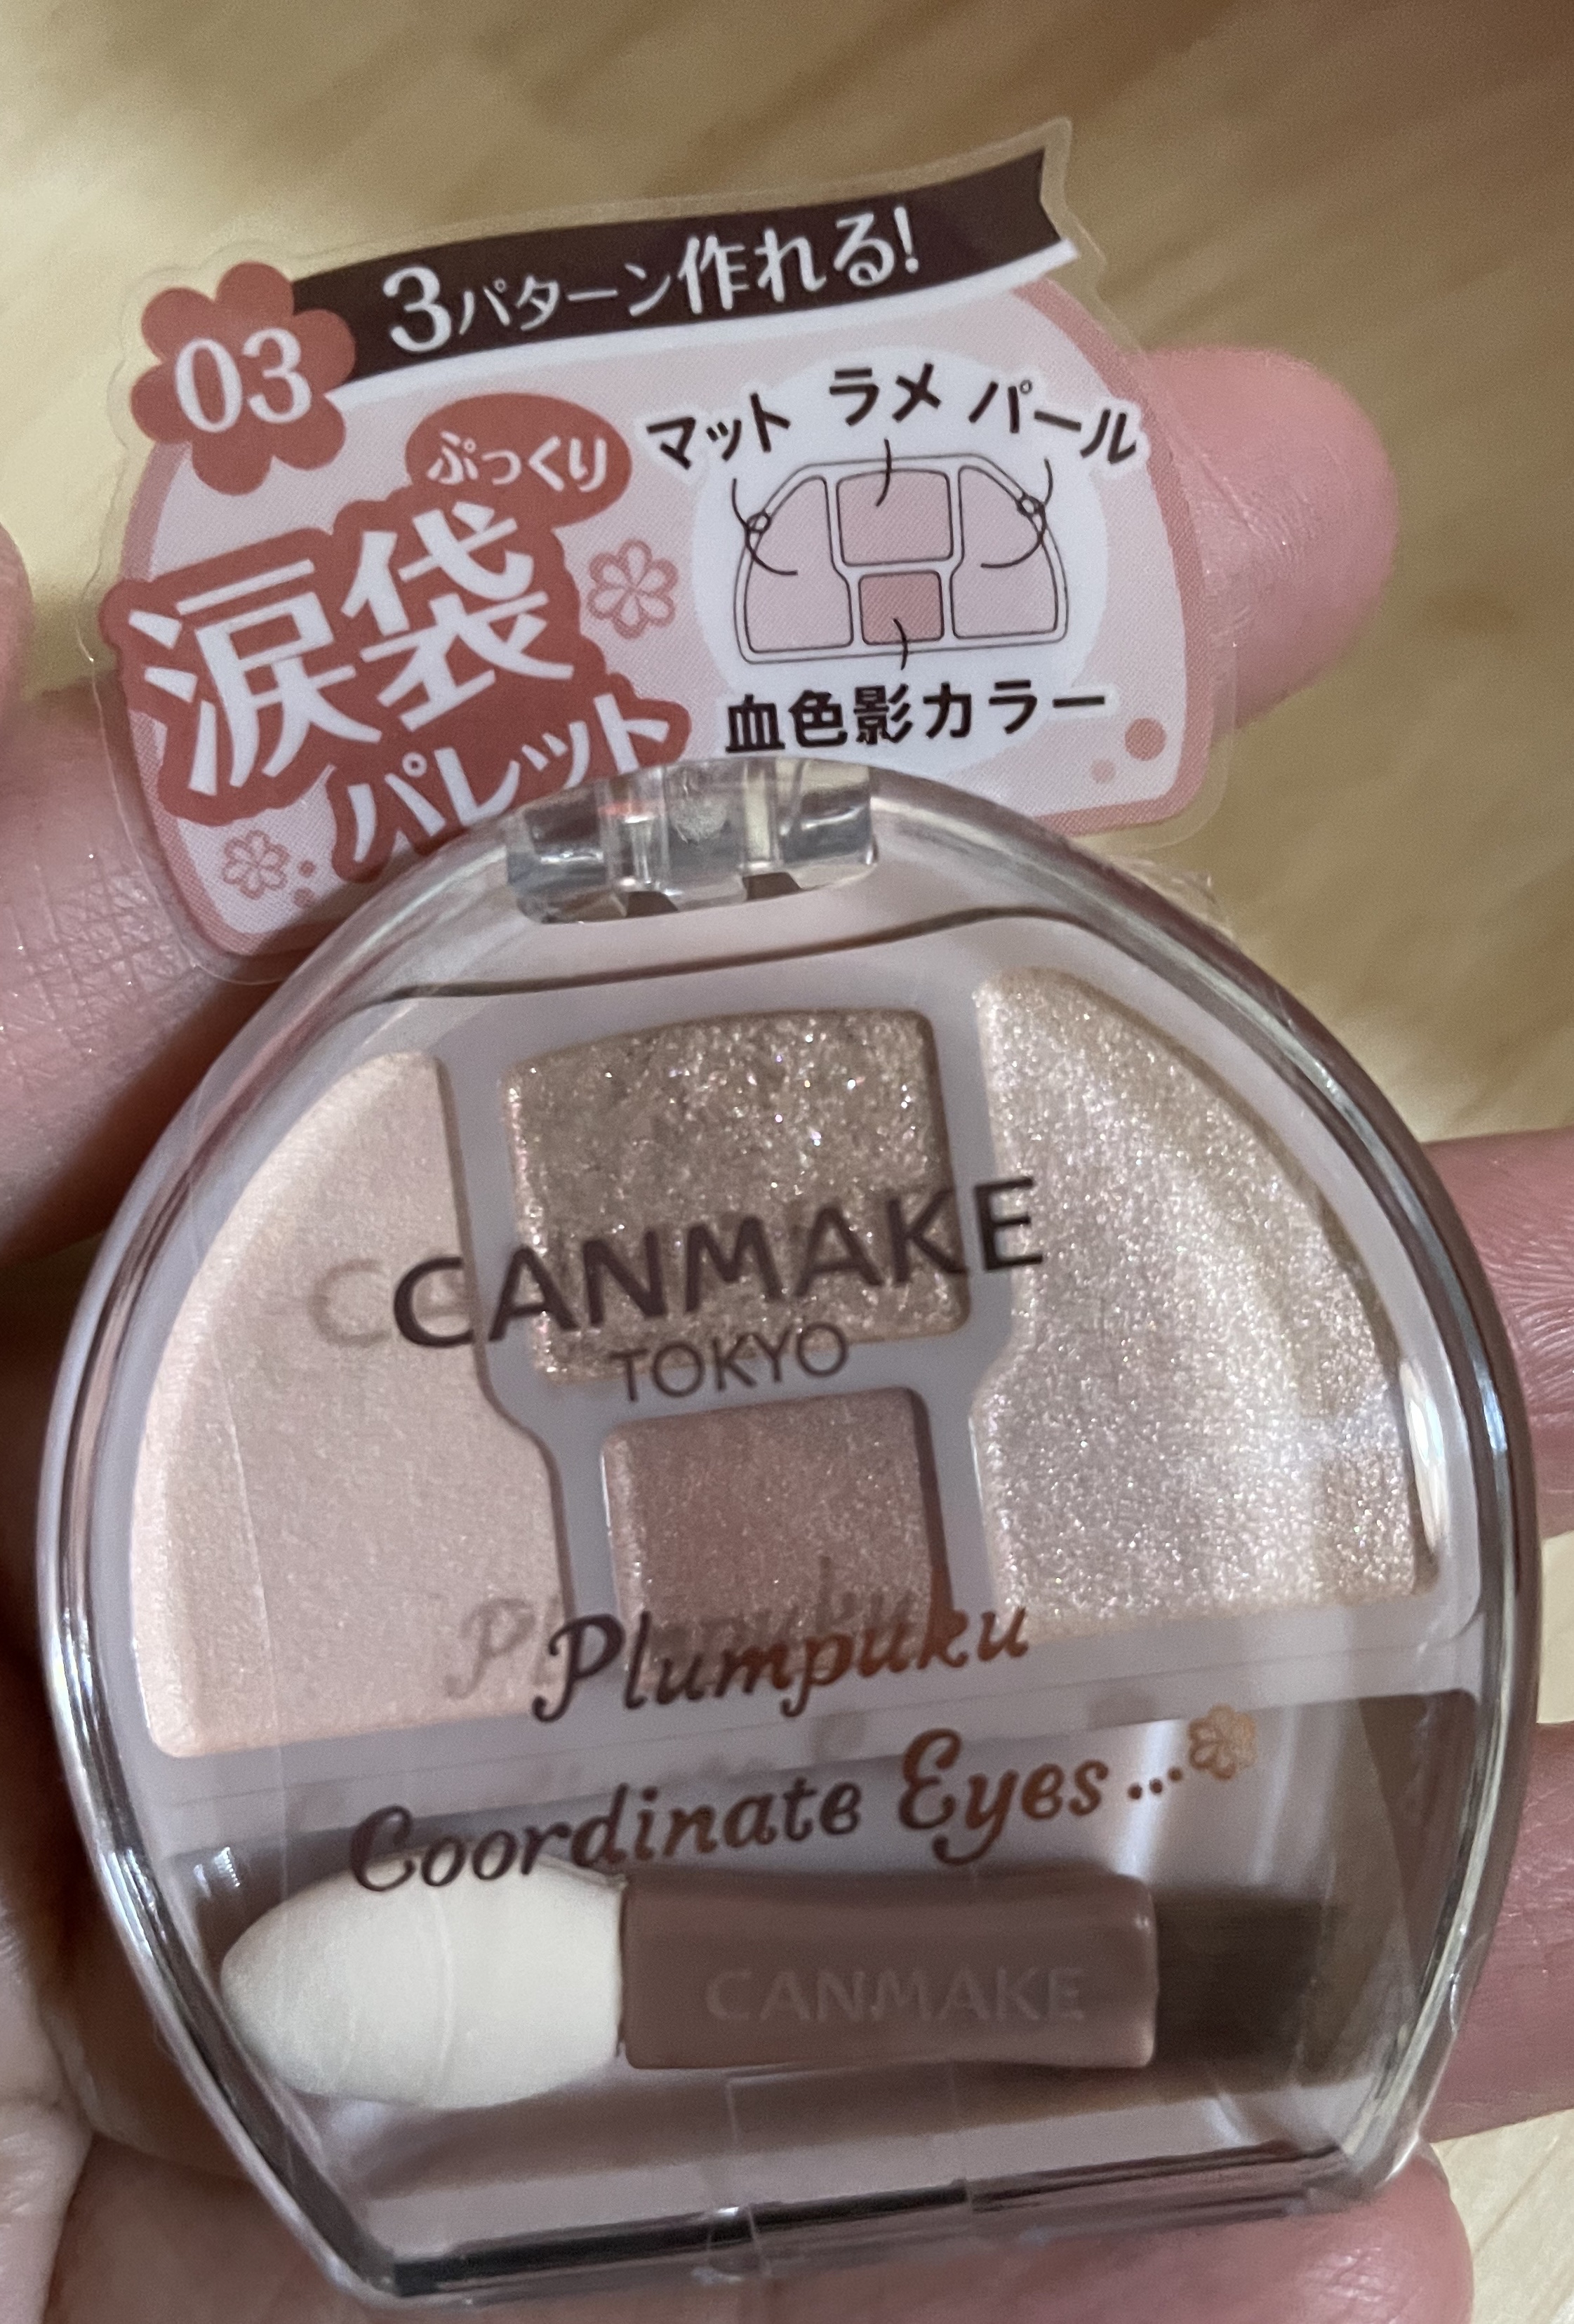 3パターン作れる!
03
ぷっくり
涙袋
パレット
マット ラメ パール
血色影カラー
CANMAKE
TOKYO
Plumpuku
Coordinate Eyes...
CANMAKE